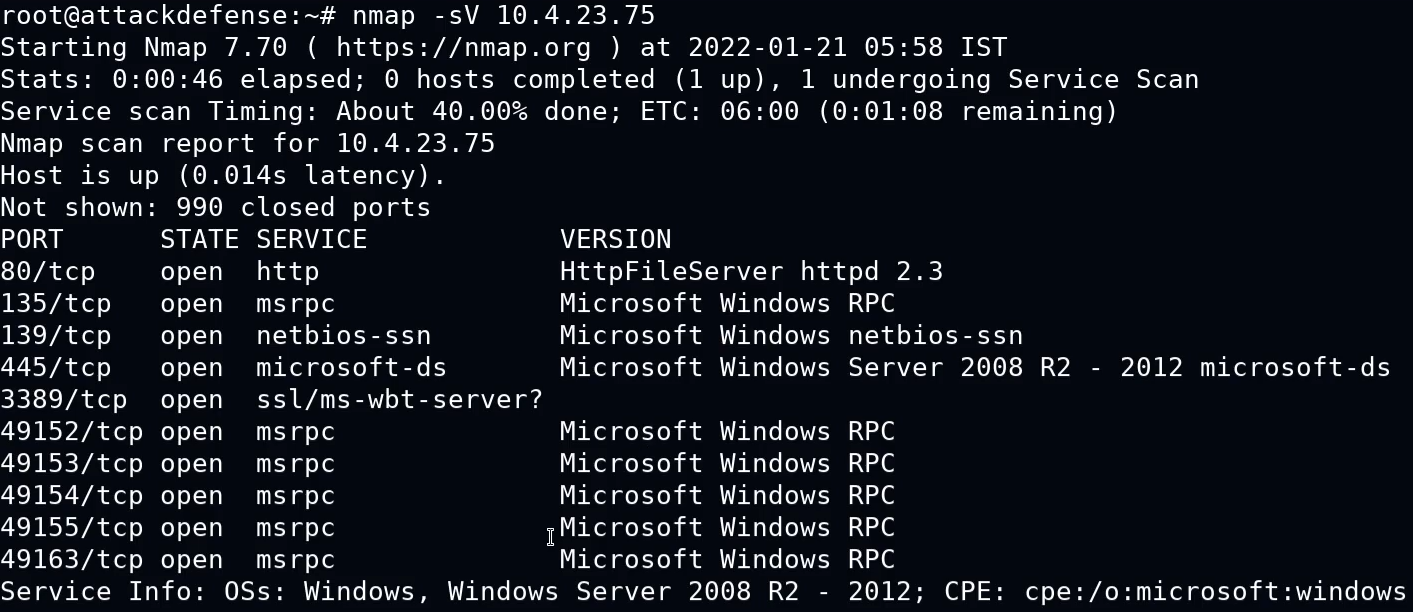 root@attackdefense:~# nmap -sV 10.4.23.75
Starting Nmap 7.70 ( https://nmap.org ) at 2022-01-21 05:58 IST
Stats: 0:00:46 elapsed; 0 hosts completed (1 up), 1 undergoing Service Scan
Service scan Timing: About 40.00% done; ETC: 06:00 (0:01:08 remaining)
Nmap scan report for 10.4.23.75
Host is up (0.014s latency).
Not shown: 990 closed ports
PORT      STATE SERVICE            VERSION
80/tcp    open  http               HttpFileServer httpd 2.3
135/tcp   open  msrpc              Microsoft Windows RPC
139/tcp   open  netbios-ssn        Microsoft Windows netbios-ssn
445/tcp   open  microsoft-ds       Microsoft Windows Server 2008 R2 - 2012 microsoft-ds
3389/tcp  open  ssl/ms-wbt-server?
49152/tcp open  msrpc              Microsoft Windows RPC
49153/tcp open  msrpc              Microsoft Windows RPC
49154/tcp open  msrpc              Microsoft Windows RPC
49155/tcp open  msrpc              Microsoft Windows RPC
49163/tcp open  msrpc              Microsoft Windows RPC
Service Info: OSs: Windows, Windows Server 2008 R2 - 2012; CPE: cpe:/o:microsoft:windows